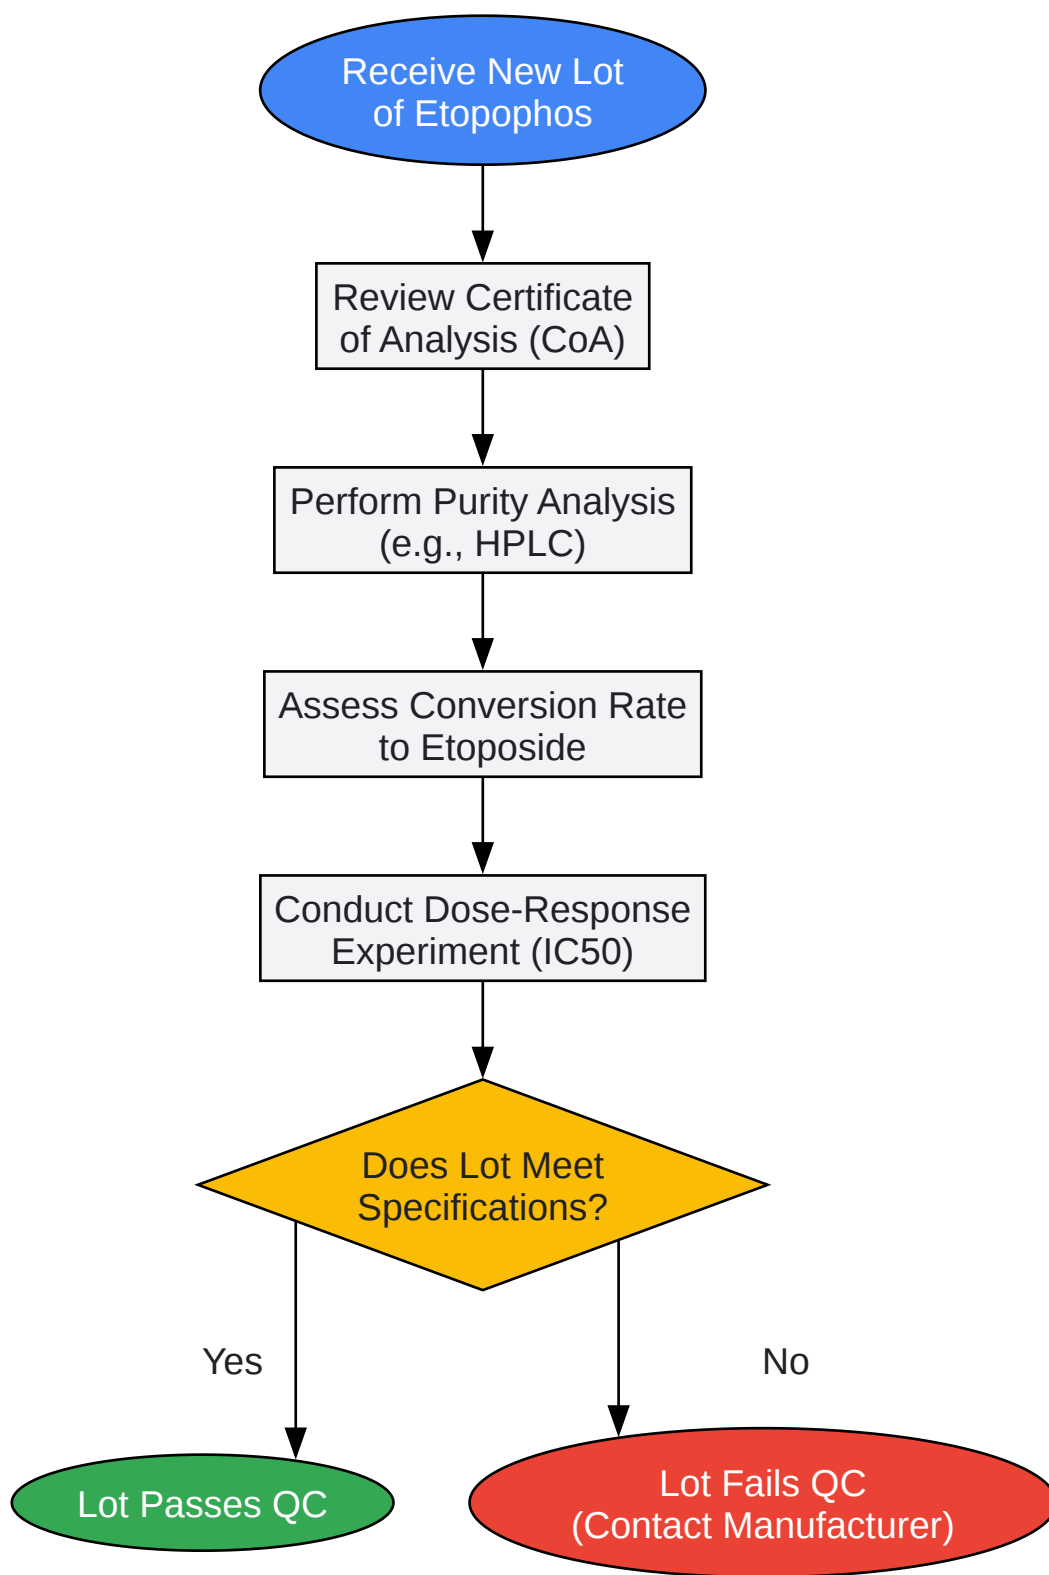 Receive New Lot
of Etopophos
Review Certificate
of Analysis (CoA)
Perform Purity Analysis
(e.g., HPLC)
Assess Conversion Rate
to Etoposide
Conduct Dose-Response
Experiment (IC50)
Does Lot Meet
Specifications?
Yes
No
Lot Passes QC
Lot Fails QC
(Contact Manufacturer)